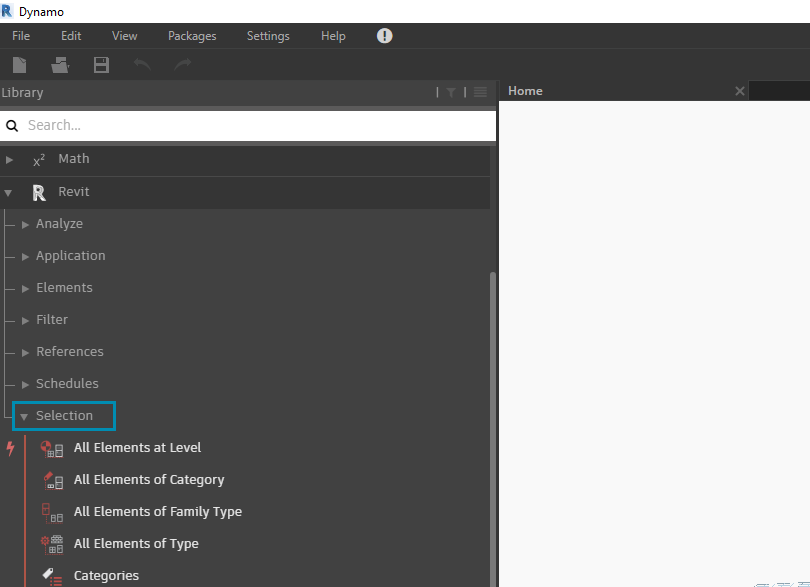 Dynamo
File Edit View Packages Settings Help
Library
Home
Search...
x² Math
R Revit
Analyze
Application
Elements
Filter
References
Schedules
Selection
All Elements at Level
All Elements of Category
All Elements of Family Type
All Elements of Type
Categories